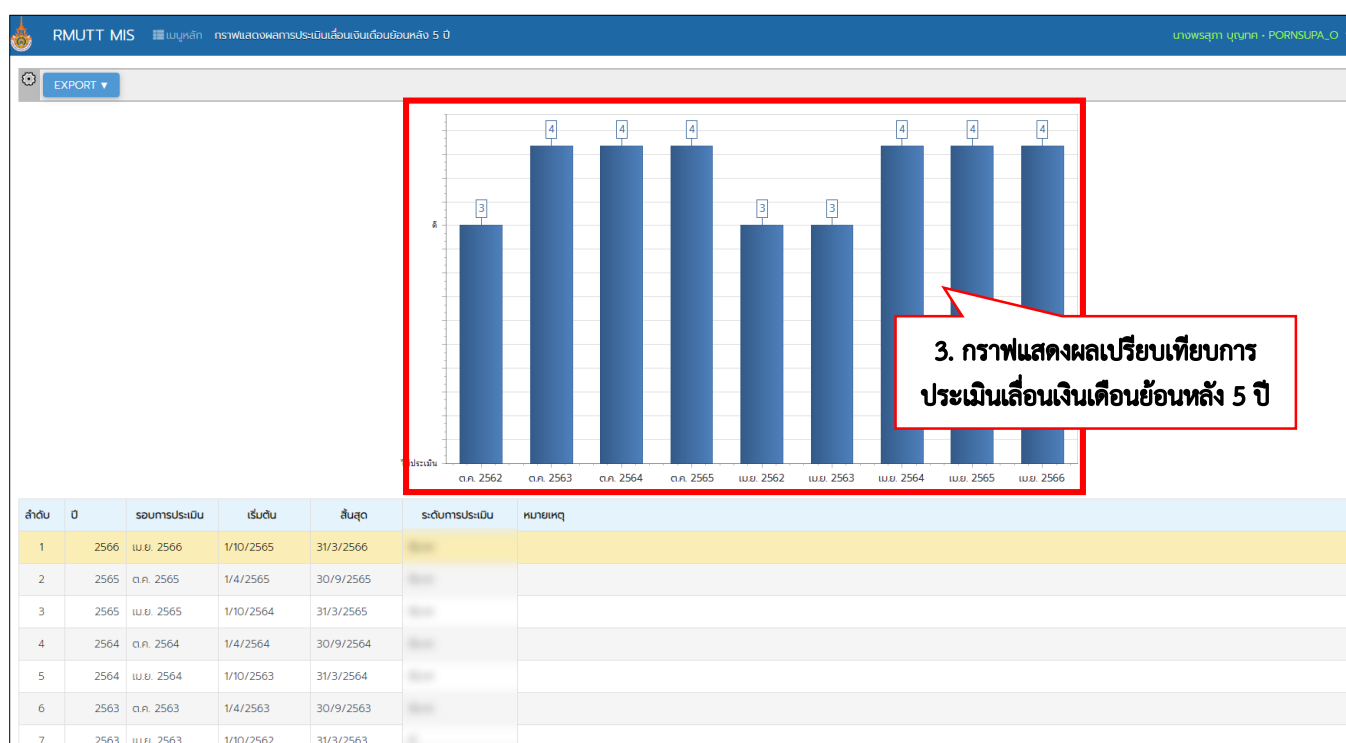 RMUTT MIS เมนูหลัก กราฟแสดงผลการประเมินเลื่อนเงินเดือนย้อนหลัง 5 ปี นางพรสุภา บุญทศ • PORNSUPA_O
EXPORT ▼
4 4 4 4 4 4
3 3 3
ดี
3. กราฟแสดงผลเปรียบเทียบการ
ประเมินเลื่อนเงินเดือนย้อนหลัง 5 ปี
ต.ค. 2562 ต.ค. 2563 ต.ค. 2564 ต.ค. 2565 เม.ย. 2562 เม.ย. 2563 เม.ย. 2564 เม.ย. 2565 เม.ย. 2566
ลำดับ ปี รอบการประเมิน เริ่มต้น สิ้นสุด ระดับการประเมิน หมายเหตุ
1 2566 เม.ย. 2566 1/10/2565 31/3/2566
2 2565 ต.ค. 2565 1/4/2565 30/9/2565
3 2565 เม.ย. 2565 1/10/2564 31/3/2565
4 2564 ต.ค. 2564 1/4/2564 30/9/2564
5 2564 เม.ย. 2564 1/10/2563 31/3/2564
6 2563 ต.ค. 2563 1/4/2563 30/9/2563
7 2563 เม.ย. 2563 1/10/2562 31/3/2563